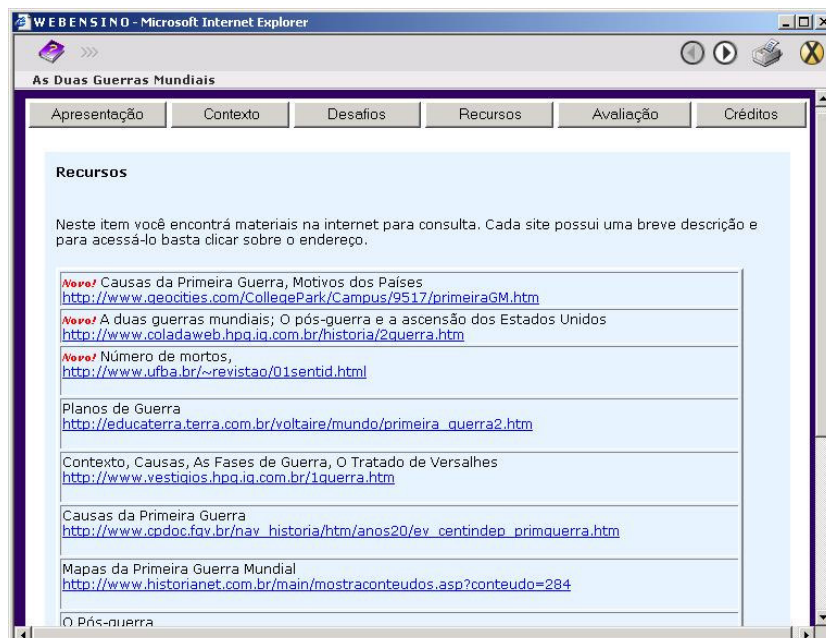 WEBENSINO - Microsoft Internet Explorer
As Duas Guerras Mundiais
Apresentação Contexto Desafios Recursos Avaliação Créditos
Recursos
Neste item você encontrá materiais na internet para consulta. Cada site possui uma breve descrição e
para acessá-lo basta clicar sobre o endereço.
Novo! Causas da Primeira Guerra, Motivos dos Países
http://www.geocities.com/CollegePark/Campus/9517/primeiraGM.htm
Novo! A duas guerras mundiais; O pós-guerra e a ascensão dos Estados Unidos
http://www.coladaweb.hpg.ig.com.br/historia/2guerra.htm
Novo! Número de mortos,
http://www.ufba.br/~revistao/01sentid.html
Planos de Guerra
http://educaterra.terra.com.br/voltaire/mundo/primeira_guerra2.htm
Contexto, Causas, As Fases de Guerra, O Tratado de Versalhes
http://www.vestigios.hpg.ig.com.br/1guerra.htm
Causas da Primeira Guerra
http://www.cpdoc.fgv.br/nav_historia/htm/anos20/ev_centindep_primguerra.htm
Mapas da Primeira Guerra Mundial
http://www.historianet.com.br/main/mostraconteudos.asp?conteudo=284
O Pós-guerra